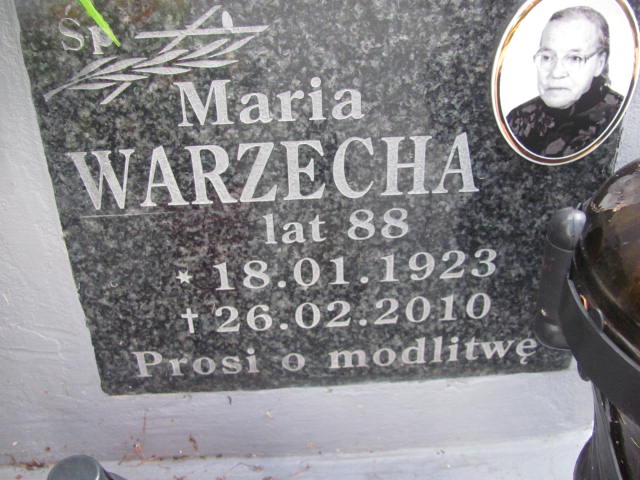 Śp
Maria
WARZECHA
lat 88
* 18.01.1923
† 26.02.2010
Prosi o modlitwę